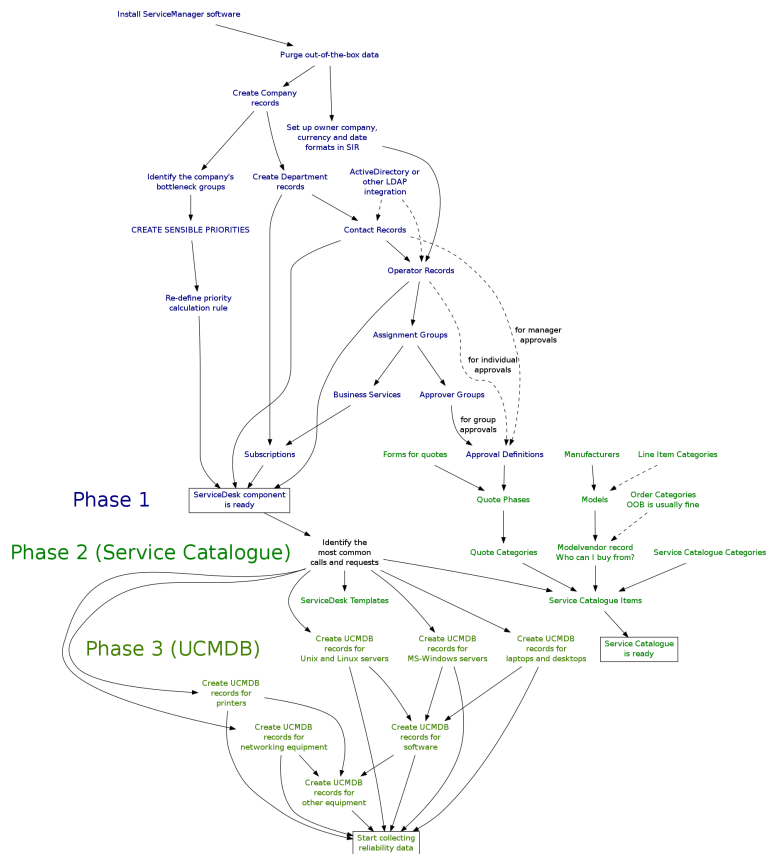 Install ServiceManager software
Purge out-of-the-box data
Create Company
records
Set up owner company,
currency and date
formats in SIR
Identify the company's
bottleneck groups
Create Department
records
ActiveDirectory or
other LDAP
integration
CREATE SENSIBLE PRIORITIES
Contact Records
Operator Records
Re-define priority
calculation rule
Assignment Groups
for manager
approvals
for individual
approvals
Business Services
Approver Groups
for group
approvals
Subscriptions
Forms for quotes
Approval Definitions
Manufacturers
Line Item Categories
Phase 1
ServiceDesk component
is ready
Quote Phases
Models
Order Categories
OOB is usually fine
Phase 2 (Service Catalogue)
Identify the
most common
calls and requests
Quote Categories
Modelvendor record
Who can I buy from?
Service Catalogue Categories
ServiceDesk Templates
Service Catalogue Items
Phase 3 (UCMDB)
Create UCMDB
records for
Unix and Linux servers
Create UCMDB
records for
MS-Windows servers
Create UCMDB
records for
laptops and desktops
Service Catalogue
is ready
Create UCMDB
records for
printers
Create UCMDB
records for
networking equipment
Create UCMDB
records for
software
Create UCMDB
records for
other equipment
Start collecting
reliability data